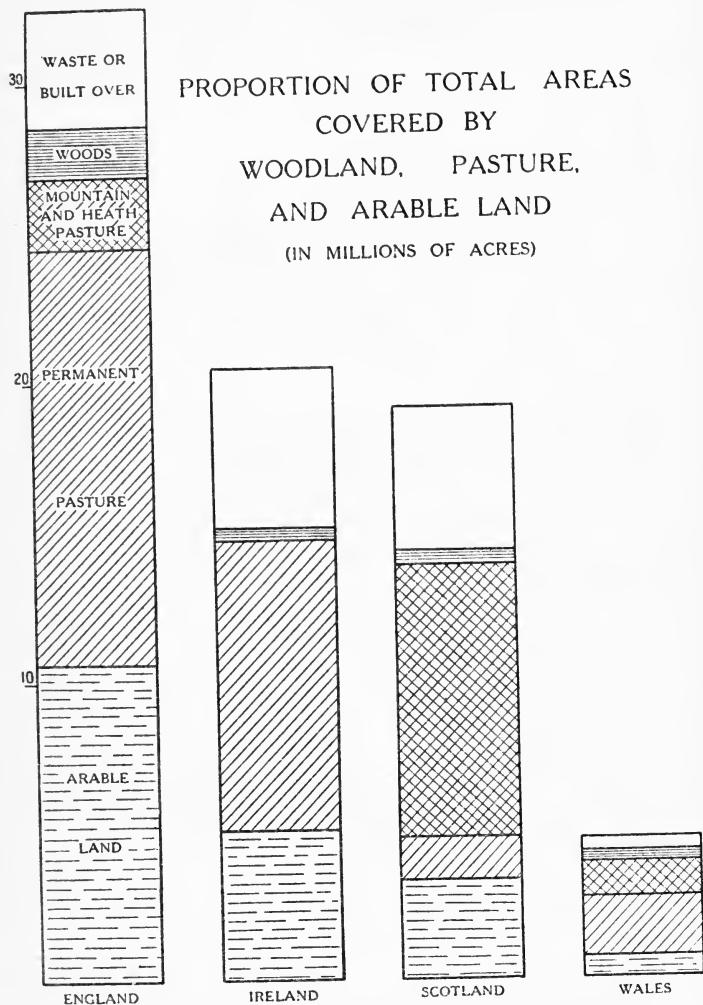 PROPORTION OF TOTAL AREAS
COVERED BY
WOODLAND, PASTURE,
AND ARABLE LAND
(IN MILLIONS OF ACRES)
30
WASTE OR
BUILT OVER
WOODS
MOUNTAIN
AND HEATH
PASTURE
20
PERMANENT
PASTURE
10
ARABLE
LAND
ENGLAND
IRELAND
SCOTLAND
WALES